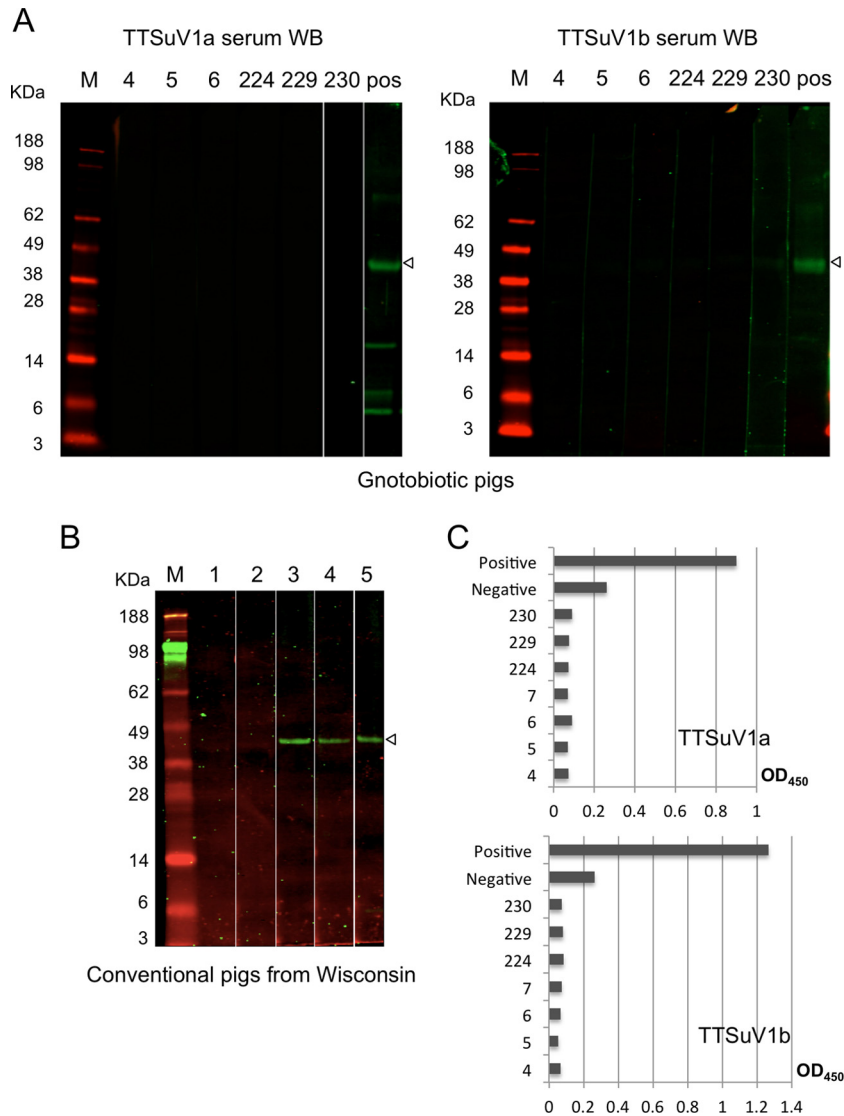 A
TTSuV1a serum WB
TTSuV1b serum WB
KDa
M 4 5 6 224 229 230 pos
188
98
62
49
38
28
14
6
3
KDa
M 4 5 6 224 229 230 pos
188
98
62
49
38
28
14
6
3
Gnotobiotic pigs
B
KDa
M 1 2 3 4 5
188
98
62
49
38
28
14
6
3
Conventional pigs from Wisconsin
C
Positive
Negative
230
229
224
7
6
5
4
TTSuV1a
OD450
0 0.2 0.4 0.6 0.8 1
Positive
Negative
230
229
224
7
6
5
4
TTSuV1b
OD450
0 0.2 0.4 0.6 0.8 1 1.2 1.4